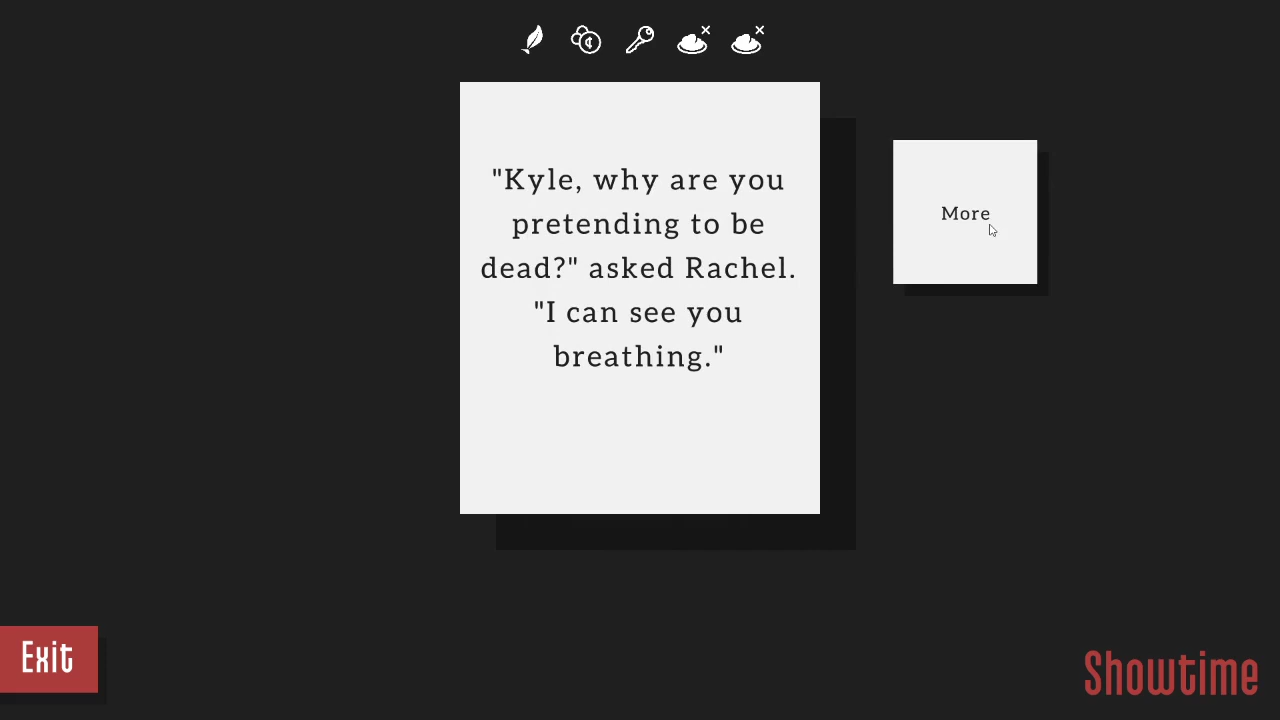 "Kyle, why are you
pretending to be
dead?" asked Rachel.
"I can see you
breathing."
More
Exit
Showtime